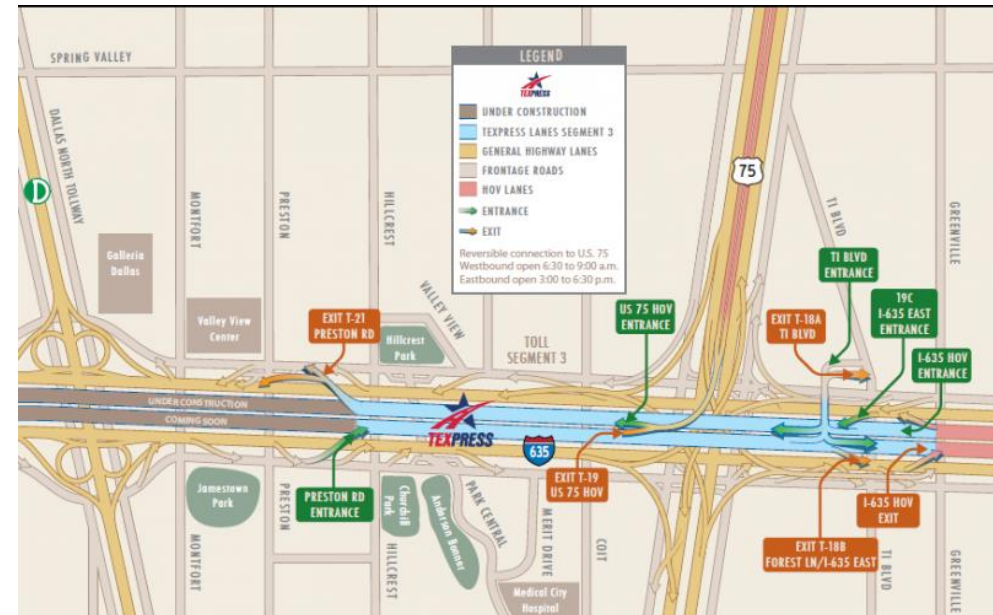 SPRING VALLEY
LEGEND
TEXPRESS
UNDER CONSTRUCTION
TEXPRESS LANES SEGMENT 3
GENERAL HIGHWAY LANES
FRONTAGE ROADS
HOV LANES
ENTRANCE
EXIT
Reversible connection to U.S. 75
Westbound open 6:30 to 9:00 a.m.
Eastbound open 3:00 to 6:30 p.m.
DALLAS NORTH TOLLWAY
D
MONTFORT
PRESTON
HILLCREST
75
TI BLVD
GREENVILLE
Galleria
Dallas
Valley View
Center
EXIT T-21
PRESTON RD
Hillcrest
Park
VALLEY VIEW
TOLL
SEGMENT 3
US 75 HOV
ENTRANCE
EXIT T-18A
TI BLVD
TI BLVD
ENTRANCE
19C
I-635 EAST
ENTRANCE
I-635 HOV
ENTRANCE
UNDER CONSTRUCTION
COMING SOON
TEXPRESS
635
Jamestown
Park
PRESTON RD
ENTRANCE
Churchill
Park
Anderson Bonner
PARK CENTRAL
EXIT T-19
US 75 HOV
I-635 HOV
EXIT
EXIT T-18B
FOREST LN/I-635 EAST
MONTFORT
PRESTON
HILLCREST
MERIT DRIVE
COIT
TI BLVD
GREENVILLE
Medical City
Hospital